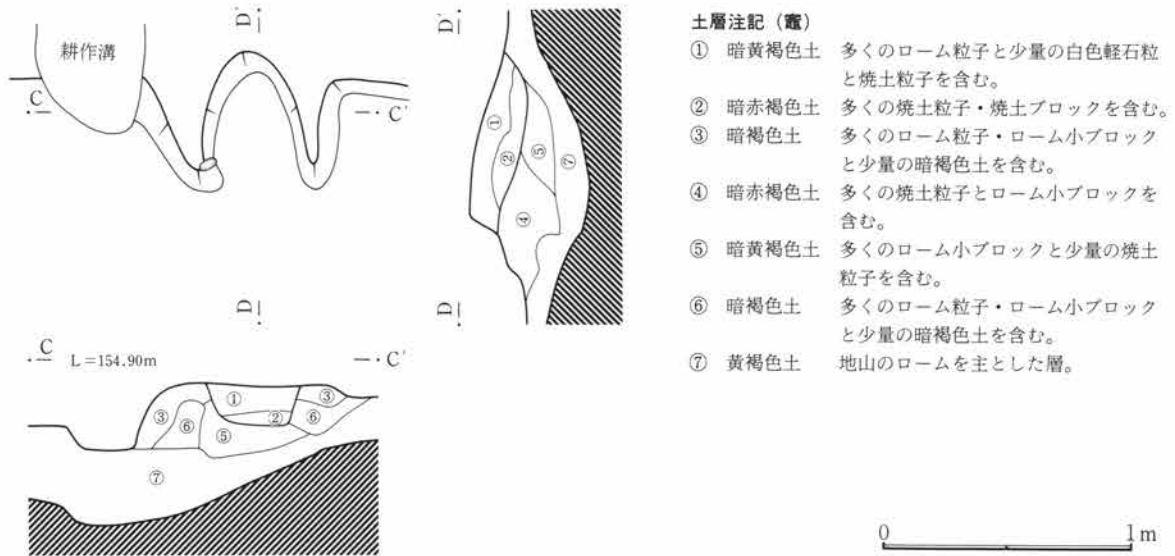 耕作溝
C
C'
D'
D
D'
①
②
⑤
⑦
④
D
C
L=154.90m
C'
③
⑥
①
②
⑤
③
⑥
⑦
土層注記（竈）
① 暗黄褐色土 多くのローム粒子と少量の白色軽石粒
と焼土粒子を含む。
② 暗赤褐色土 多くの焼土粒子・焼土ブロックを含む。
③ 暗褐色土 多くのローム粒子・ローム小ブロック
と少量の暗褐色土を含む。
④ 暗赤褐色土 多くの焼土粒子とローム小ブロックを
含む。
⑤ 暗黄褐色土 多くのローム小ブロックと少量の焼土
粒子を含む。
⑥ 暗褐色土 多くのローム粒子・ローム小ブロック
と少量の暗褐色土を含む。
⑦ 黄褐色土 地山のロームを主とした層。
0 1m